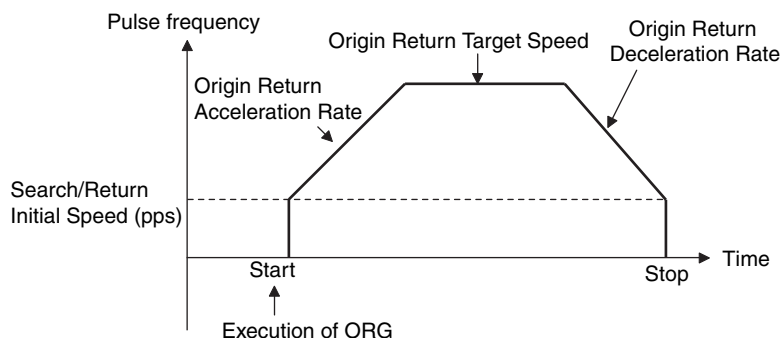 Pulse frequency
Origin Return Target Speed
Origin Return
Deceleration Rate
Origin Return
Acceleration Rate
Search/Return
Initial Speed (pps)
Start
Stop
Time
Execution of ORG